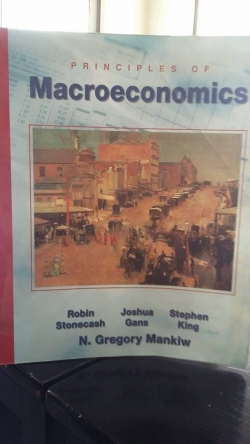 PRINCIPLES OF
Macroeconomics
Robin Joshua Stephen
Stonecash Gans King
N. Gregory Mankiw